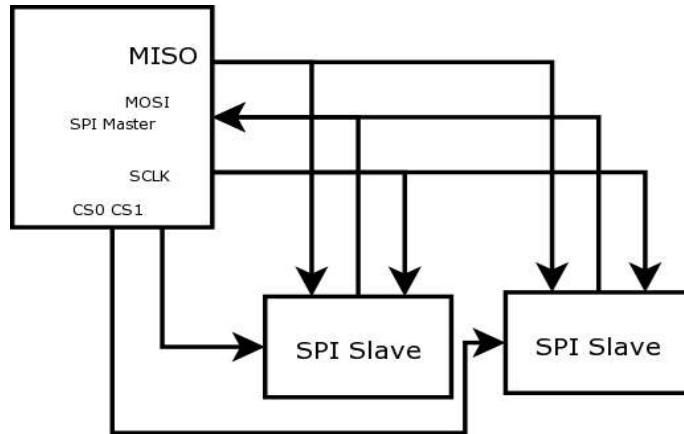 MISO
MOSI
SPI Master
SCLK
CS0 CS1
SPI Slave
SPI Slave